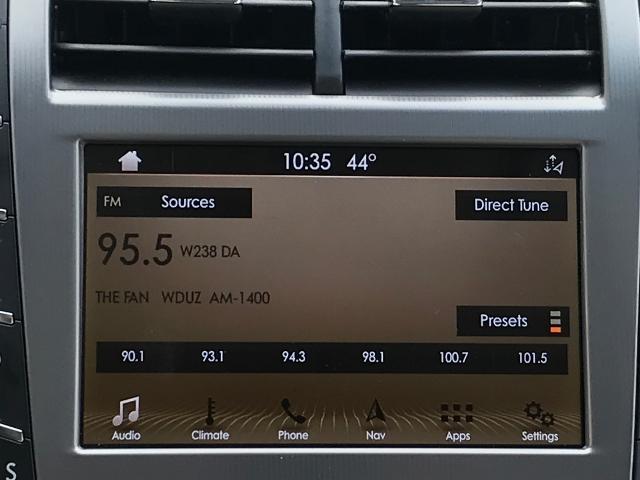 10:35 44°
FM Sources Direct Tune
95.5 W238 DA
THE FAN WDUZ AM-1400
Presets
90.1 93.1 94.3 98.1 100.7 101.5
Audio Climate Phone Nav Apps Settings
S